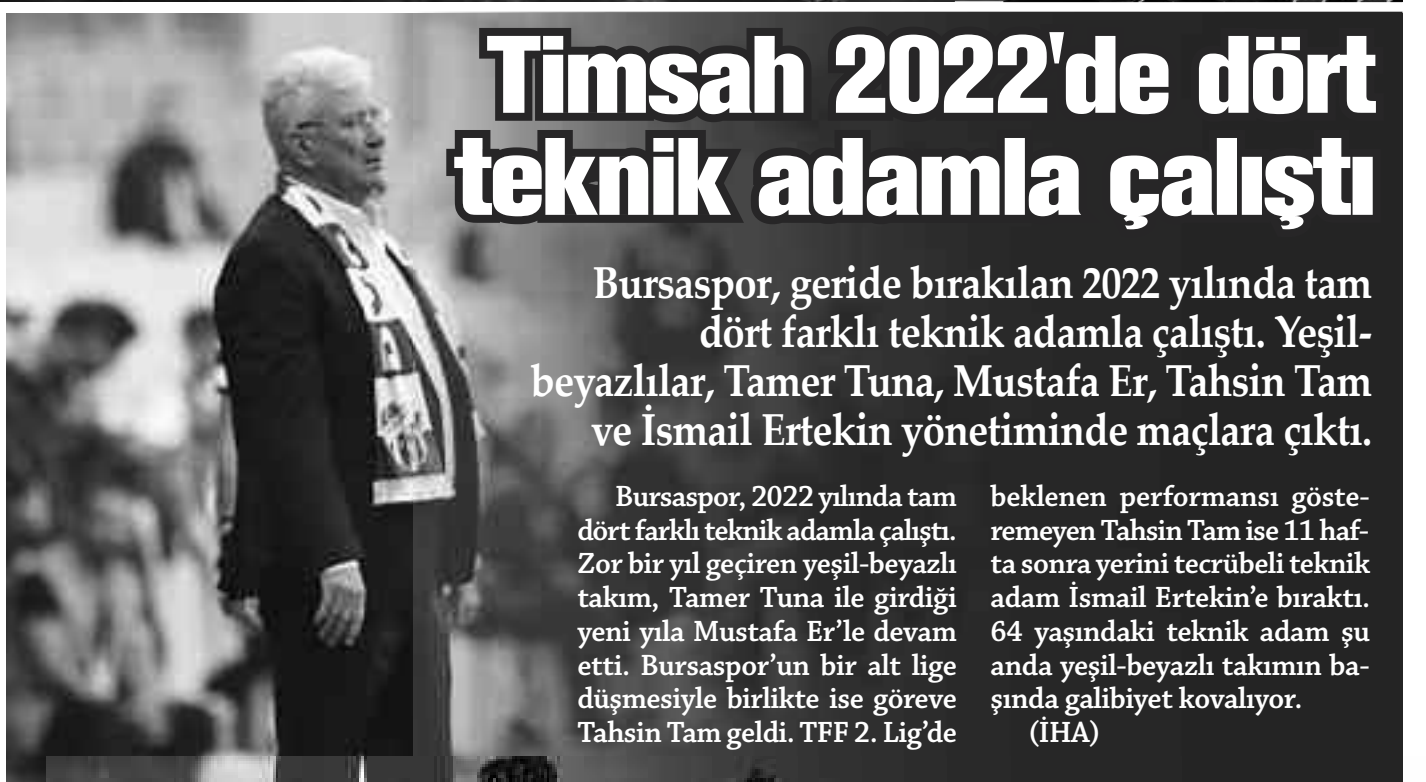 Timsah 2022'de dört
teknik adamla çalıştı
Bursaspor, geride bırakılan 2022 yılında tam
dört farklı teknik adamla çalıştı. Yeşil-
beyazlılar, Tamer Tuna, Mustafa Er, Tahsin Tam
ve İsmail Ertekin yönetiminde maçlara çıktı.
Bursaspor, 2022 yılında tam
dört farklı teknik adamla çalıştı.
Zor bir yıl geçiren yeşil-beyazlı
takım, Tamer Tuna ile girdiği
yeni yıla Mustafa Er’le devam
etti. Bursaspor’un bir alt lige
düşmesiyle birlikte ise göreve
Tahsin Tam geldi. TFF 2. Lig’de
beklenen performansı göste-
remeyen Tahsin Tam ise 11 haf-
ta sonra yerini tecrübeli teknik
adam İsmail Ertekin’e bıraktı.
64 yaşındaki teknik adam şu
anda yeşil-beyazlı takımın ba-
şında galibiyet kovalıyor.
(İHA)